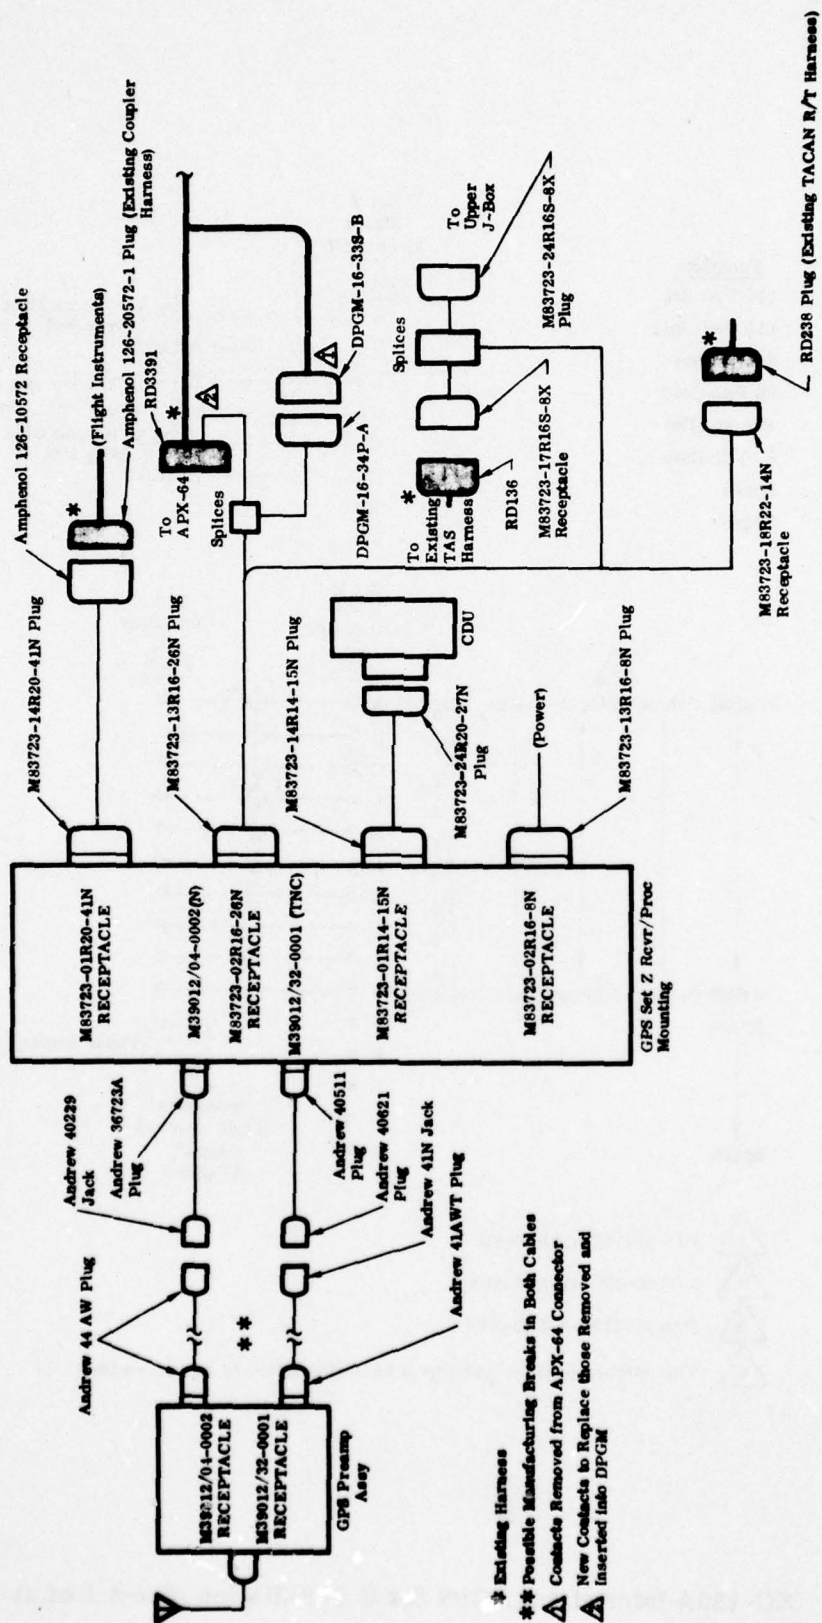 Amphenol 126-10572 Receptacle
(Flight Instruments)
*
Amphenol 126-20572-1 Plug (Existing Coupler
Harness)
M83723-14R20-41N Plug
To
APX-64
RD3391
*
2
Splices
DPGM-16-33S-B
1
DPGM-16-34P-A
M83723-13R16-26N Plug
To
Existing
TAS
Harness
*
RD136
M83723-17R16S-8X
Receptacle
Splices
To
Upper
J-Box
M83723-24R16S-8X
Plug
*
RD238 Plug (Existing TACAN R/T Harness)
M83723-18R22-14N
Receptacle
M83723-14R14-15N Plug
CDU
M83723-24R20-27N
Plug
(Power)
M83723-13R16-8N Plug
M83723-01R20-41N
RECEPTACLE
M39012/04-0002(N)
M83723-02R16-26N
RECEPTACLE
M39012/32-0001 (TNC)
M83723-01R14-15N
RECEPTACLE
M83723-02R16-8N
RECEPTACLE
GPS Set Z Rcvr/Proc
Mounting
Andrew 40229
Jack
Andrew 36723A
Plug
Andrew 40511
Plug
Andrew 40621
Plug
Andrew 41N Jack
Andrew 41AWT Plug
Andrew 44 AW Plug
**
M39012/04-0002
RECEPTACLE
M39012/32-0001
RECEPTACLE
GPS Preamp
Assy
* Existing Harness
** Possible Manufacturing Breaks in Both Cables
2 Contacts Removed from APX-64 Connector
New Contacts to Replace those Removed and
Inserted into DPGM